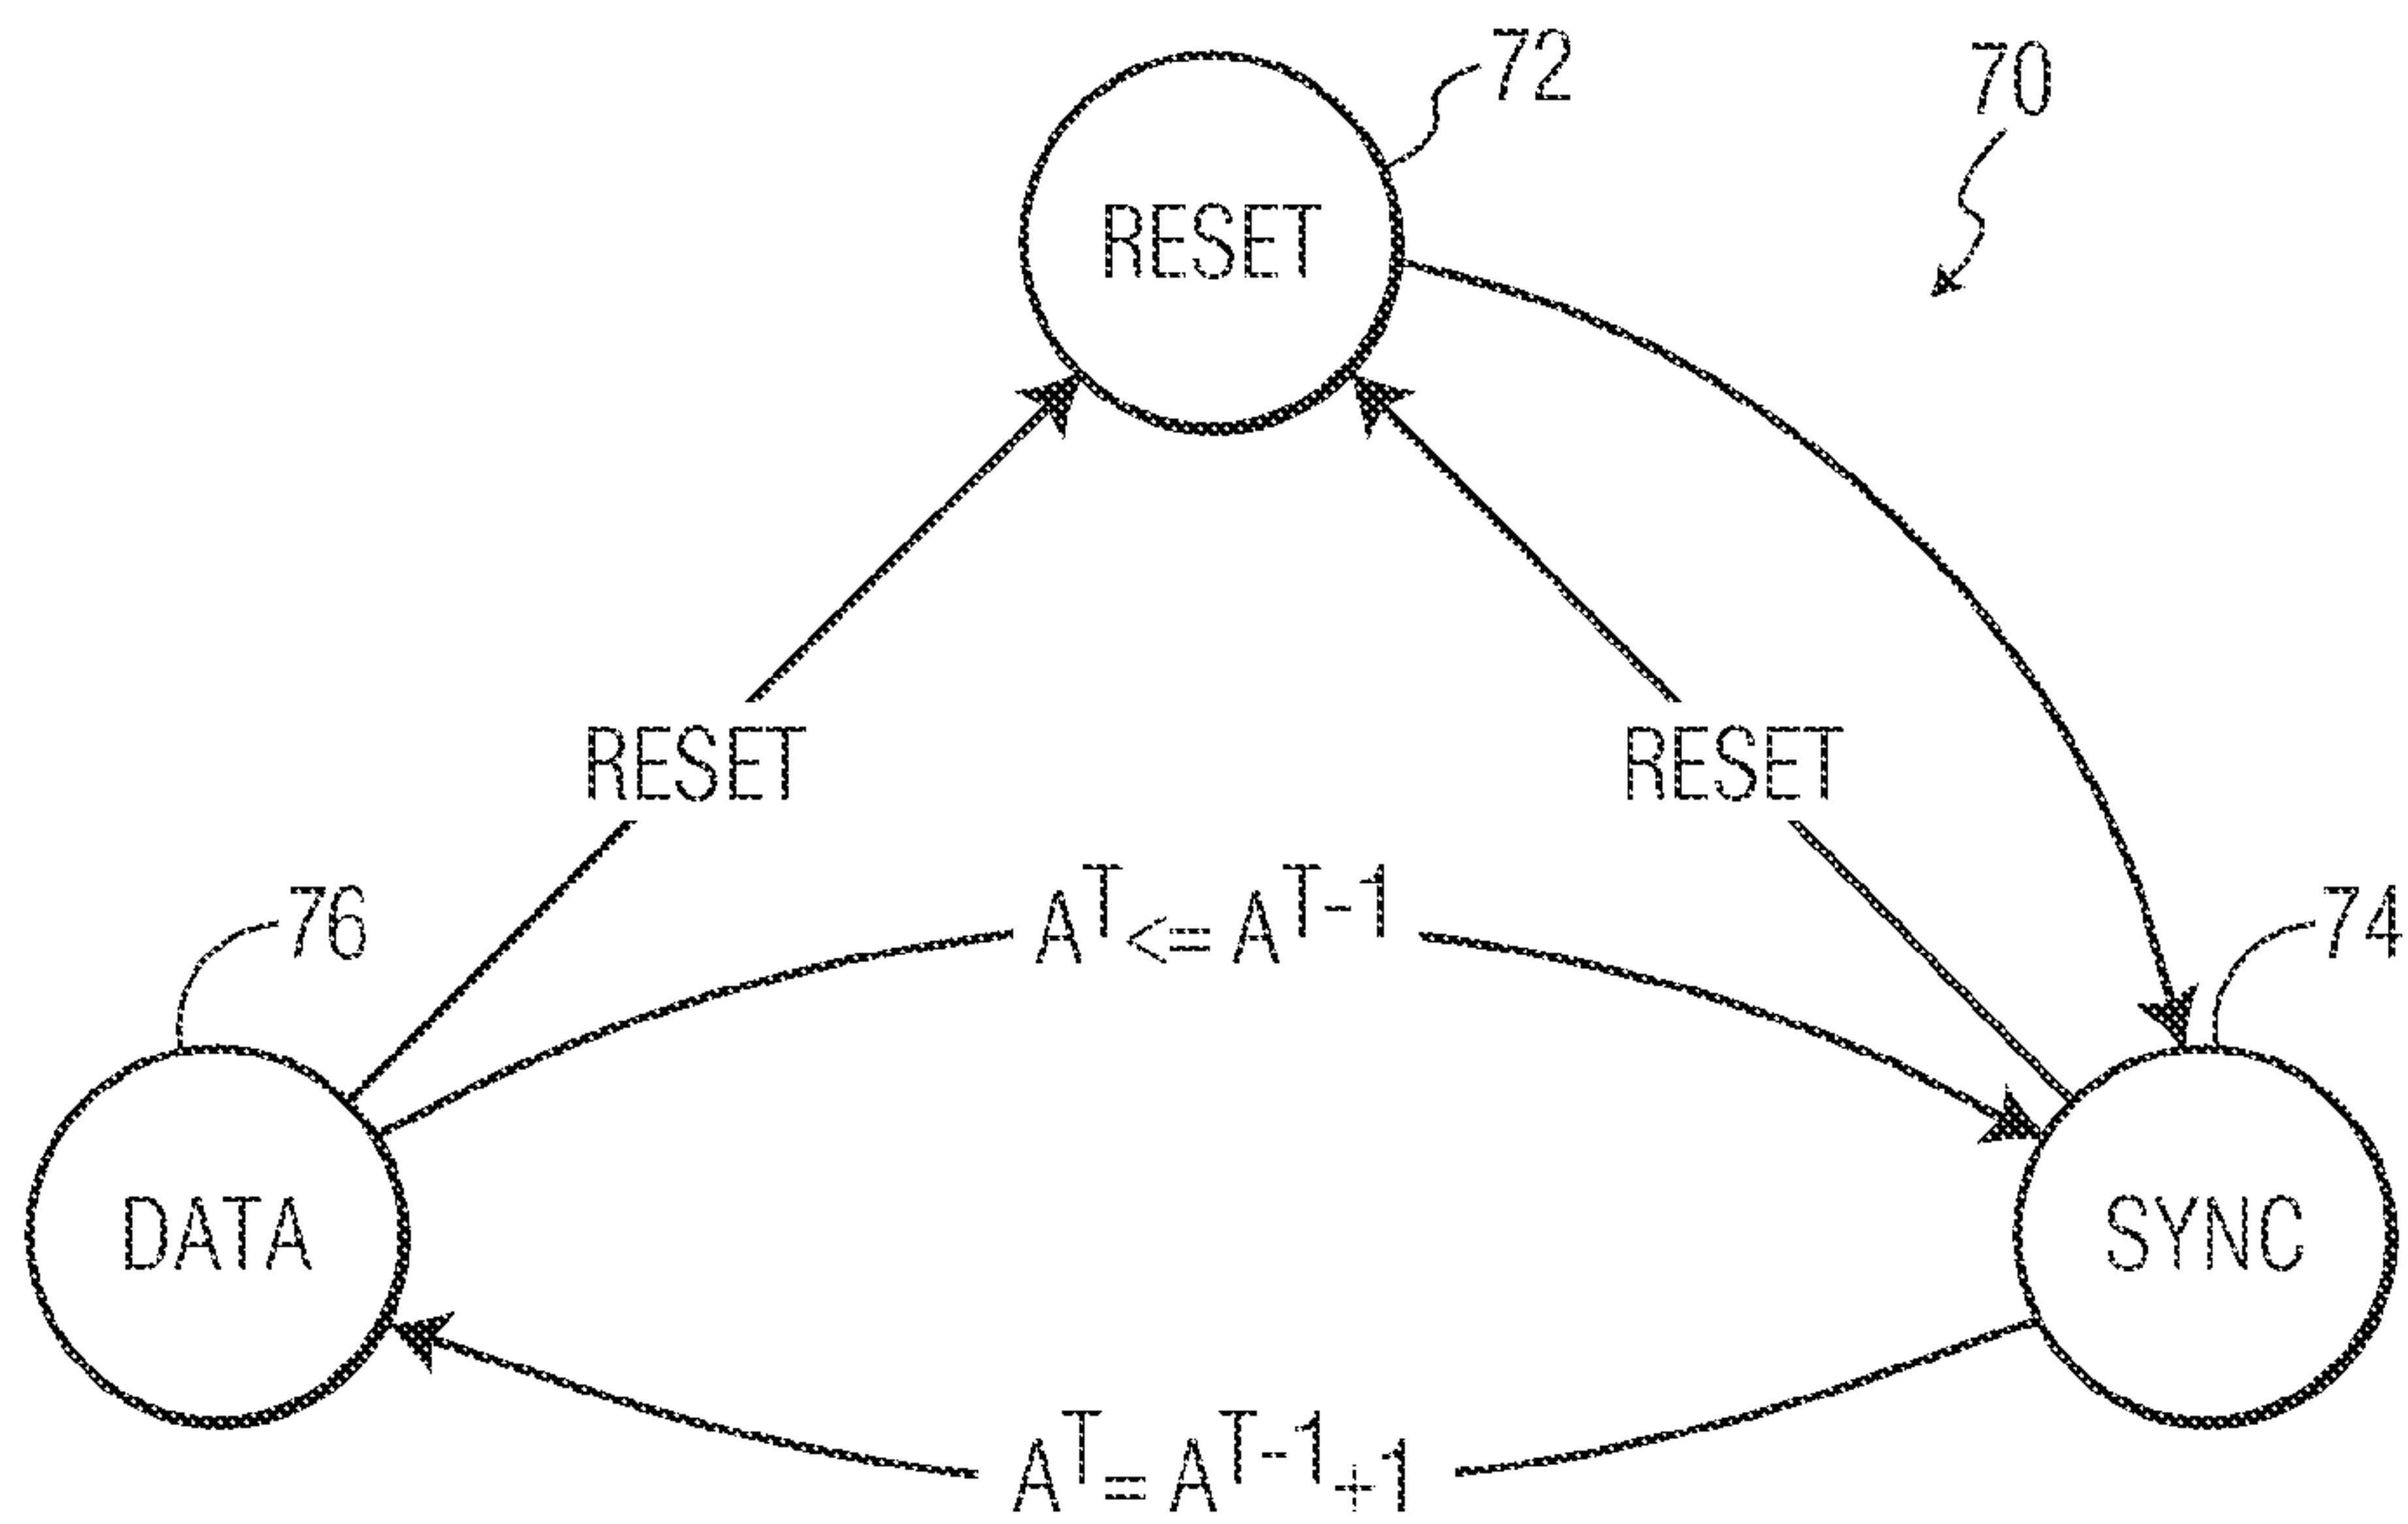 72
70
RESET
RESET
RESET
A^T <= A^T-1
76
74
DATA
SYNC
A^T = A^T-1 +1